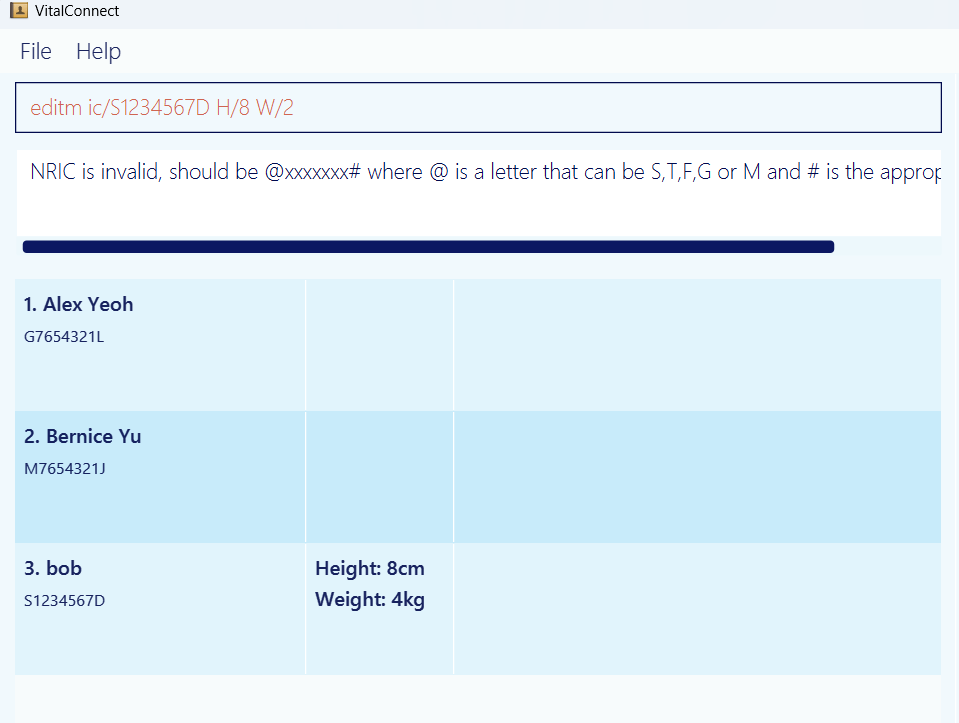 VitalConnect
File Help
editm ic/S1234567D H/8 W/2
NRIC is invalid, should be @xxxxxxx# where @ is a letter that can be S,T,F,G or M and # is the approp
1. Alex Yeoh
G7654321L
2. Bernice Yu
M7654321J
3. bob
S1234567D
Height: 8cm
Weight: 4kg